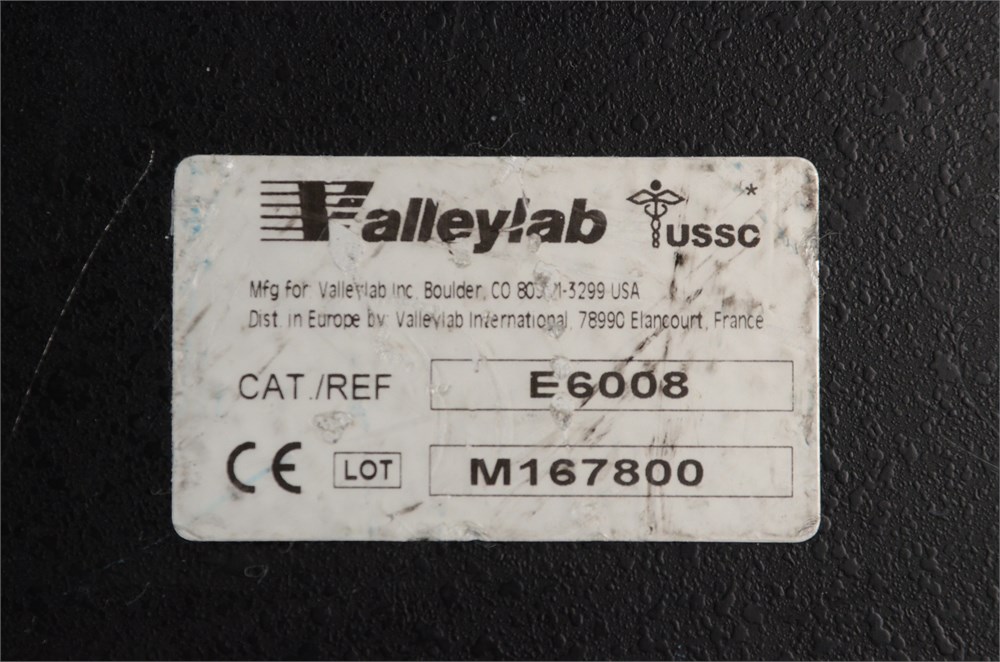 Valleylab USSC*
Mfg for Valleylab Inc. Boulder, CO USA
Dist. in Europe by Valleylab International, 78990 Elancourt, France
CAT./REF E6008
CE LOT M167800